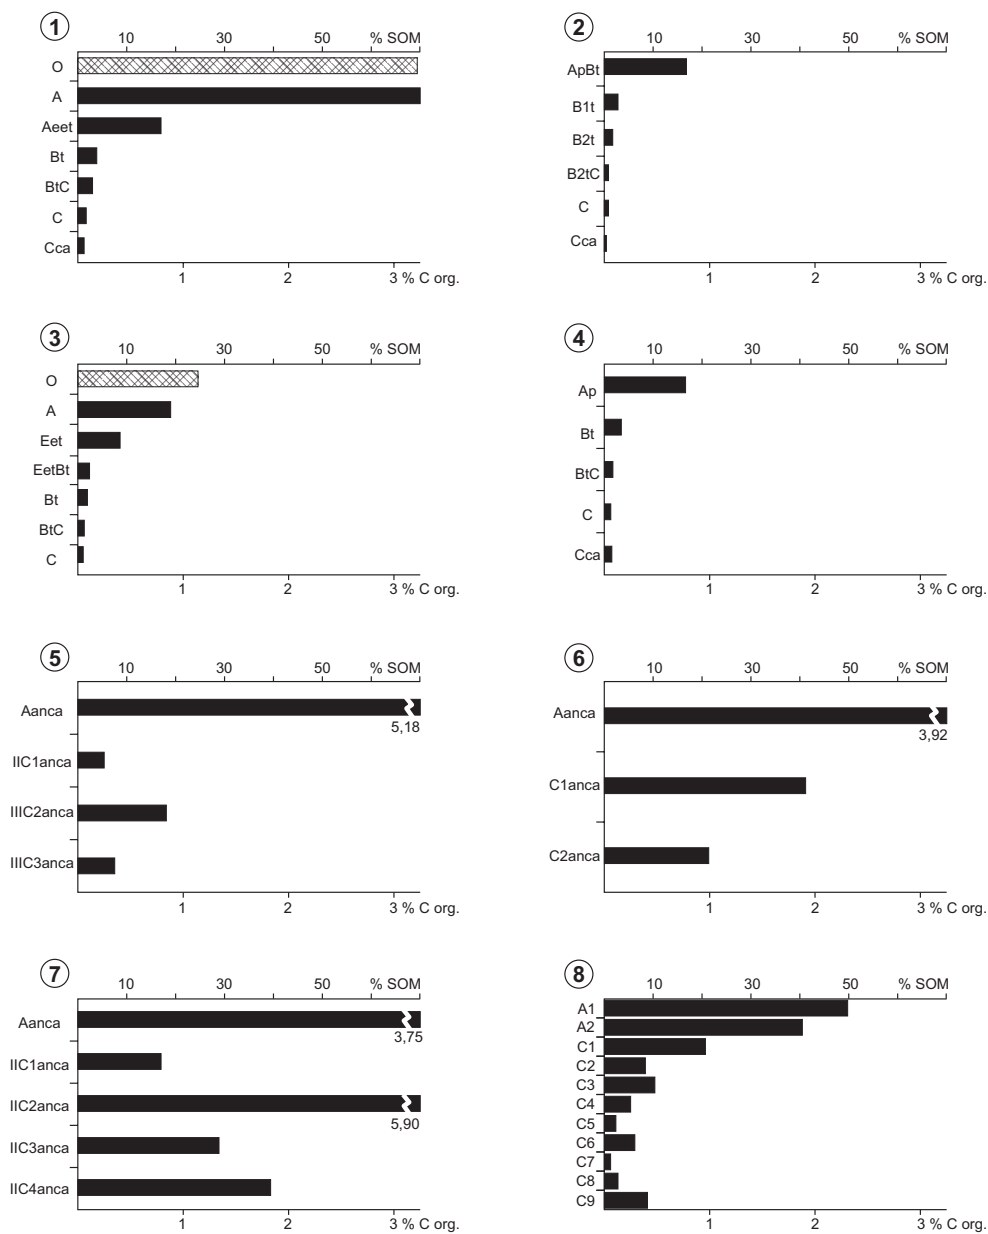 1
10 30 50 % SOM
O
A
Aeet
Bt
BtC
C
Cca
1 2 3 % C org.
2
10 30 50 % SOM
ApBt
B1t
B2t
B2tC
C
Cca
1 2 3 % C org.
3
10 30 50 % SOM
O
A
Eet
EetBt
Bt
BtC
C
1 2 3 % C org.
4
10 30 50 % SOM
Ap
Bt
BtC
C
Cca
1 2 3 % C org.
5
10 30 50 % SOM
Aanca
5,18
IIC1anca
IIIC2anca
IIIC3anca
1 2 3 % C org.
6
10 30 50 % SOM
Aanca
3,92
C1anca
C2anca
1 2 3 % C org.
7
10 30 50 % SOM
Aanca
3,75
IIC1anca
IIC2anca
5,90
IIC3anca
IIC4anca
1 2 3 % C org.
8
10 30 50 % SOM
A1
A2
C1
C2
C3
C4
C5
C6
C7
C8
C9
1 2 3 % C org.